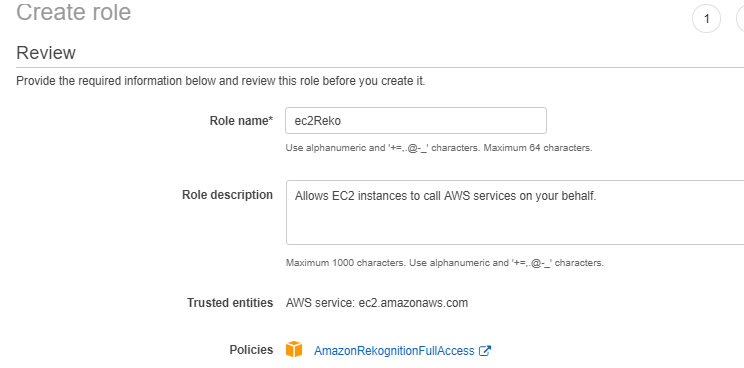 Create role
1
Review
Provide the required information below and review this role before you create it.
Role name* ec2Reko
Use alphanumeric and '+=,.@-_' characters. Maximum 64 characters.
Role description Allows EC2 instances to call AWS services on your behalf.
Maximum 1000 characters. Use alphanumeric and '+=,.@-_' characters.
Trusted entities AWS service: ec2.amazonaws.com
Policies AmazonRekognitionFullAccess